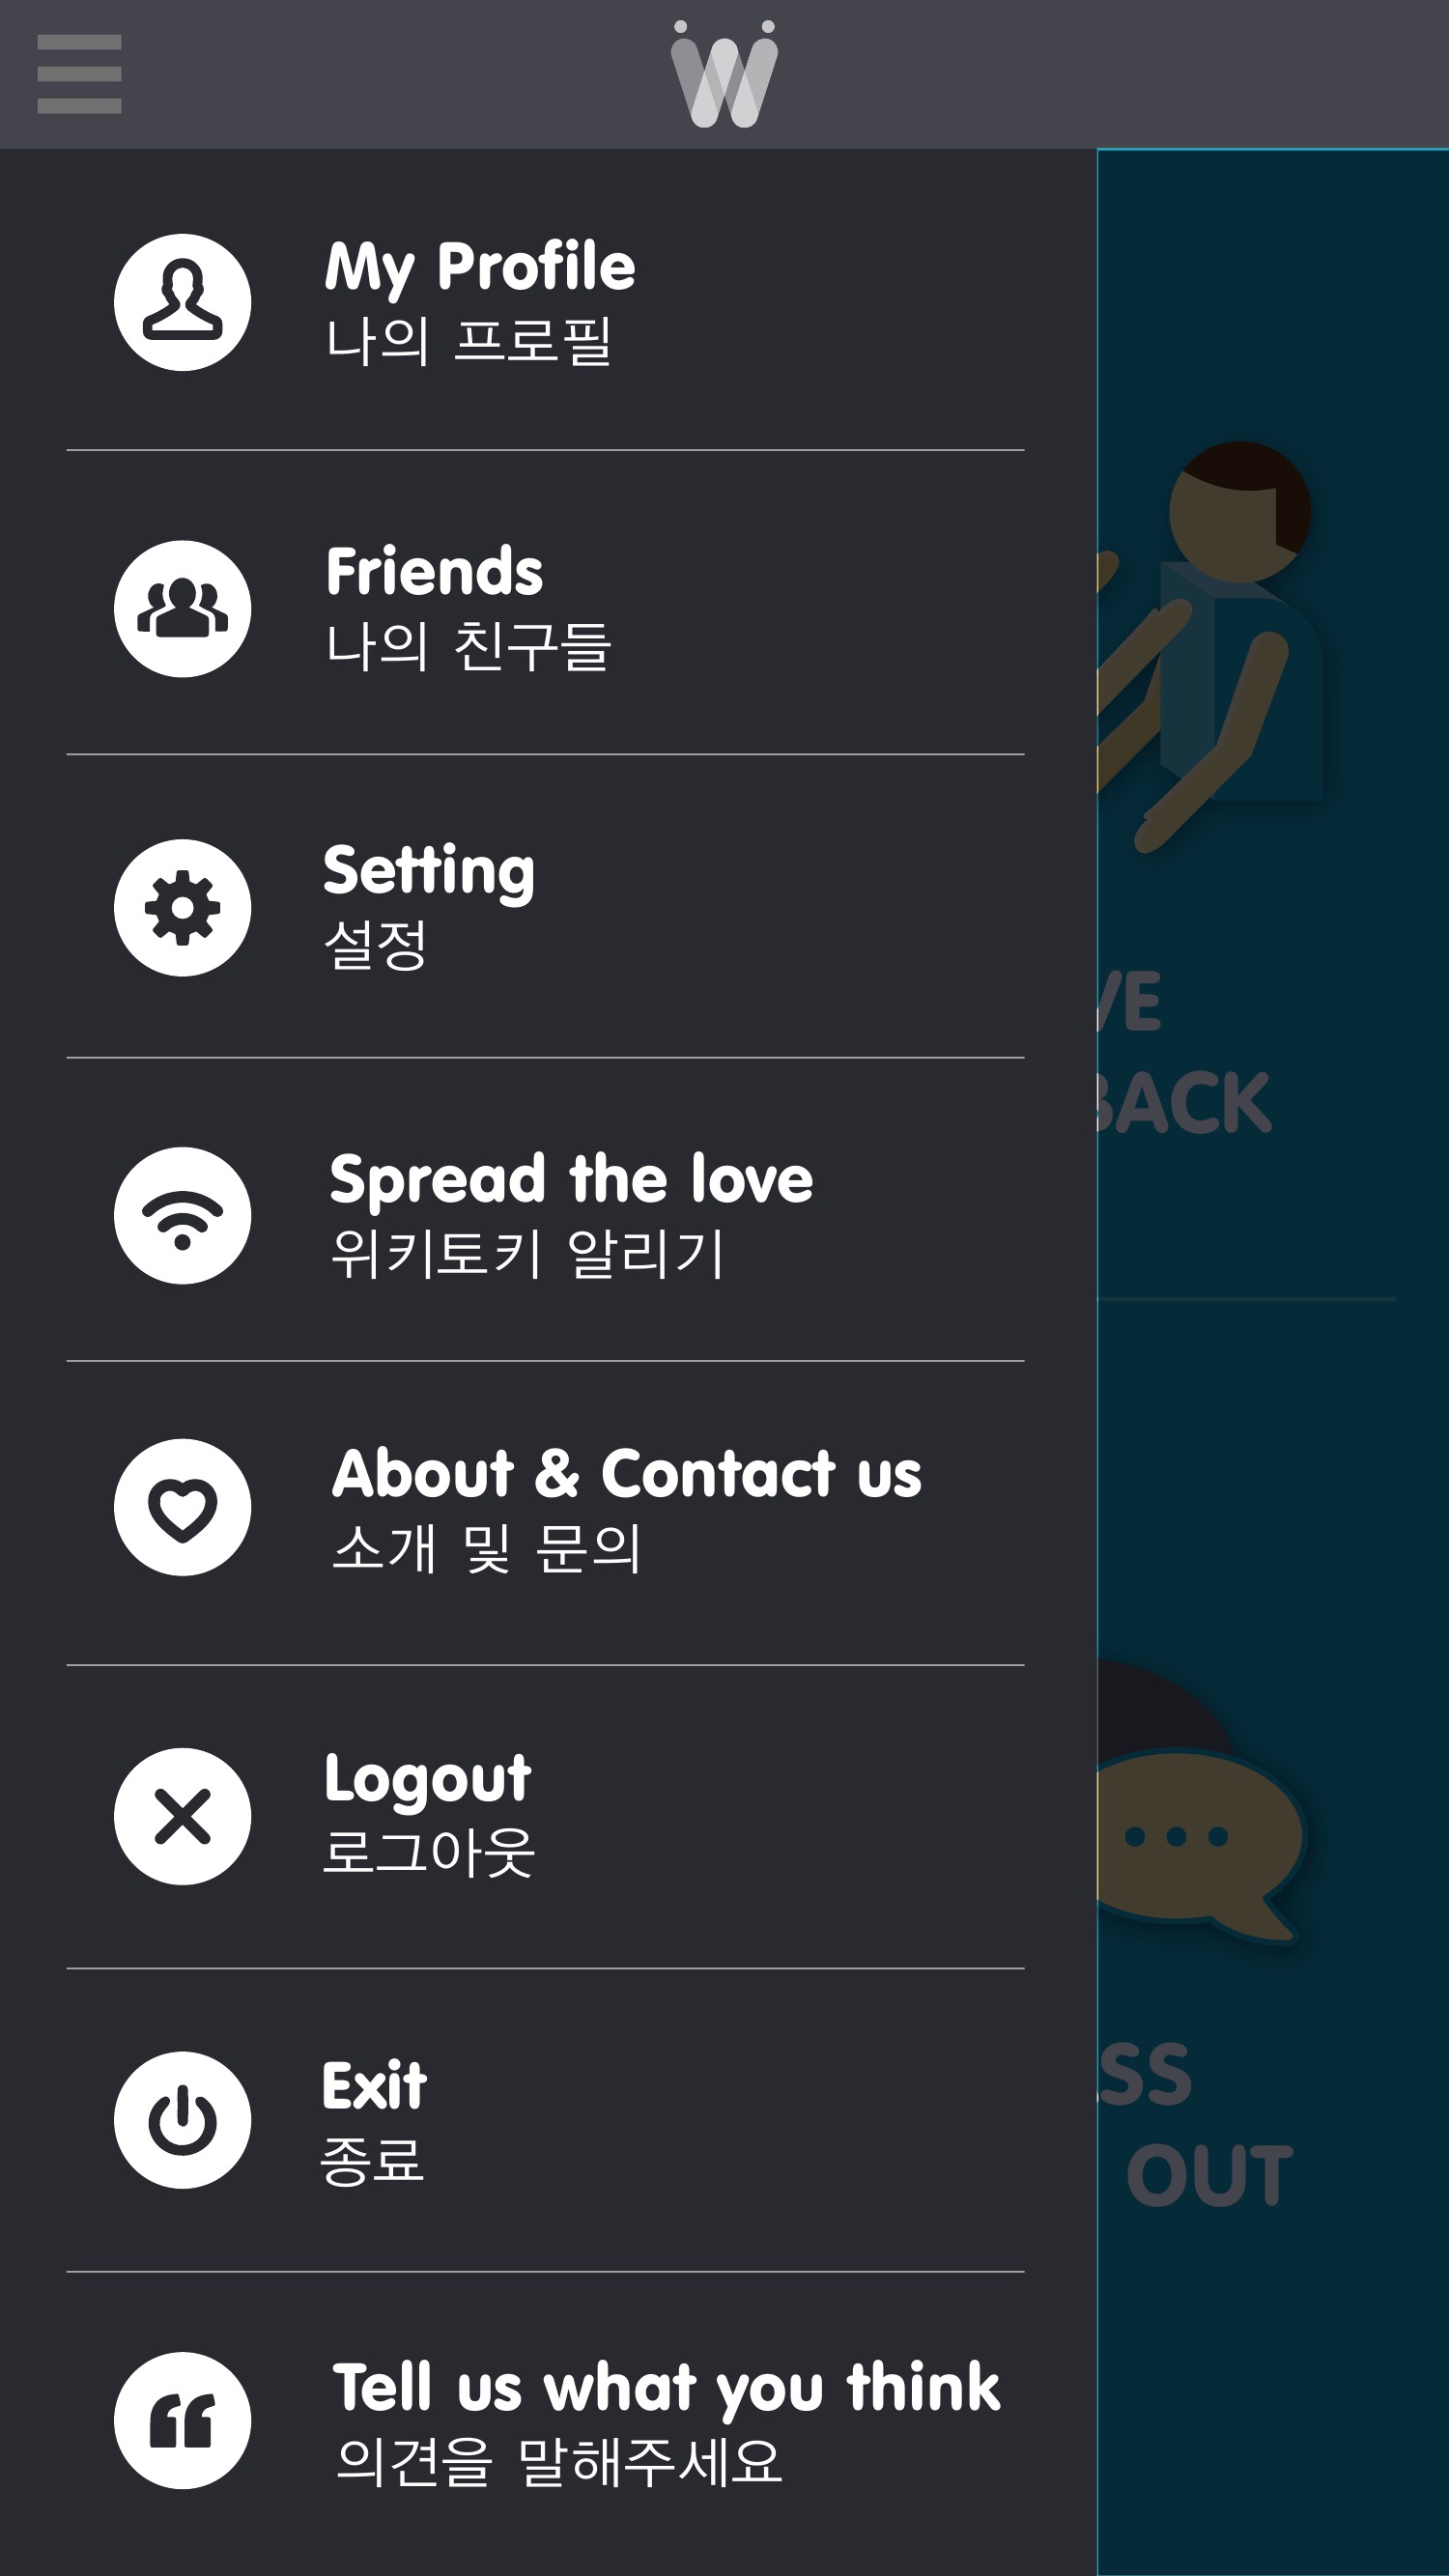 My Profile
나의 프로필
Friends
나의 친구들
Setting
설정
VE
BACK
Spread the love
위키토키 알리기
About & Contact us
소개 및 문의
Logout
로그아웃
SS
OUT
Exit
종료
Tell us what you think
의견을 말해주세요